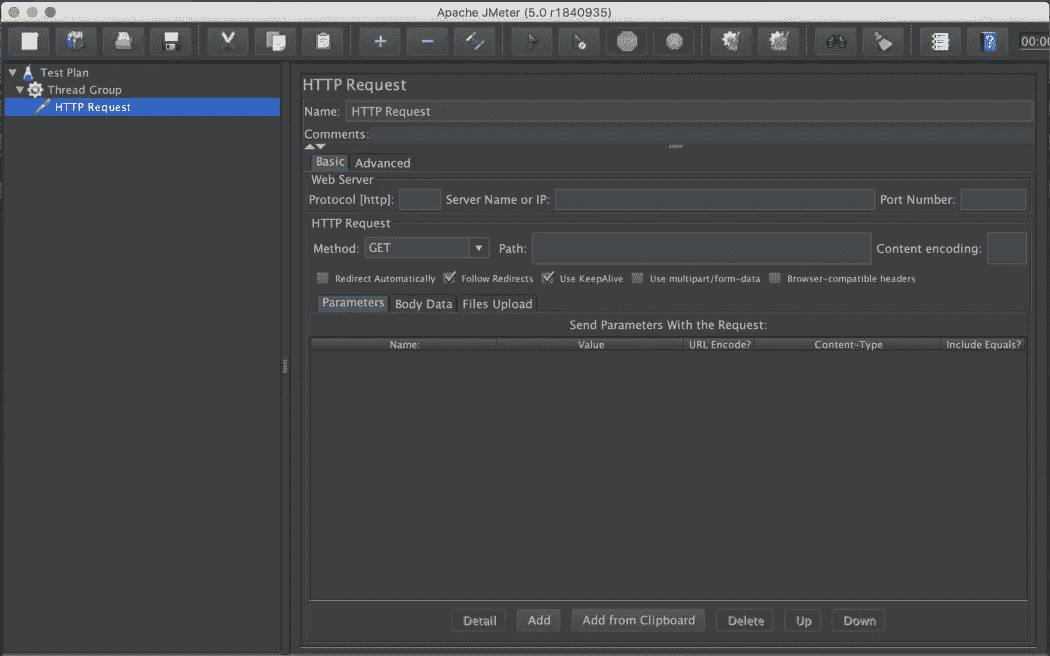 Apache JMeter (5.0 r1840935)
00:00
Test Plan
Thread Group
HTTP Request
HTTP Request
Name: HTTP Request
Comments:
Basic Advanced
Web Server
Protocol [http]: Server Name or IP: Port Number:
HTTP Request
Method: GET Path: Content encoding:
Redirect Automatically Follow Redirects Use KeepAlive Use multipart/form-data Browser-compatible headers
Parameters Body Data Files Upload
Send Parameters With the Request:
Name: Value URL Encode? Content-Type Include Equals?
Detail Add Add from Clipboard Delete Up Down